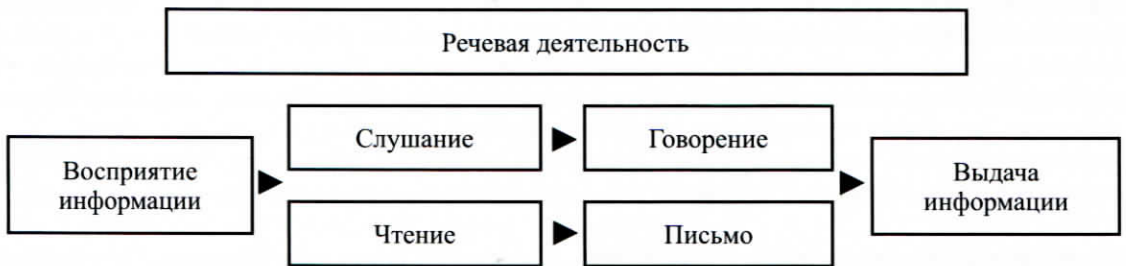 Речевая деятельность
Восприятие
информации
Слушание
Говорение
Чтение
Письмо
Выдача
информации